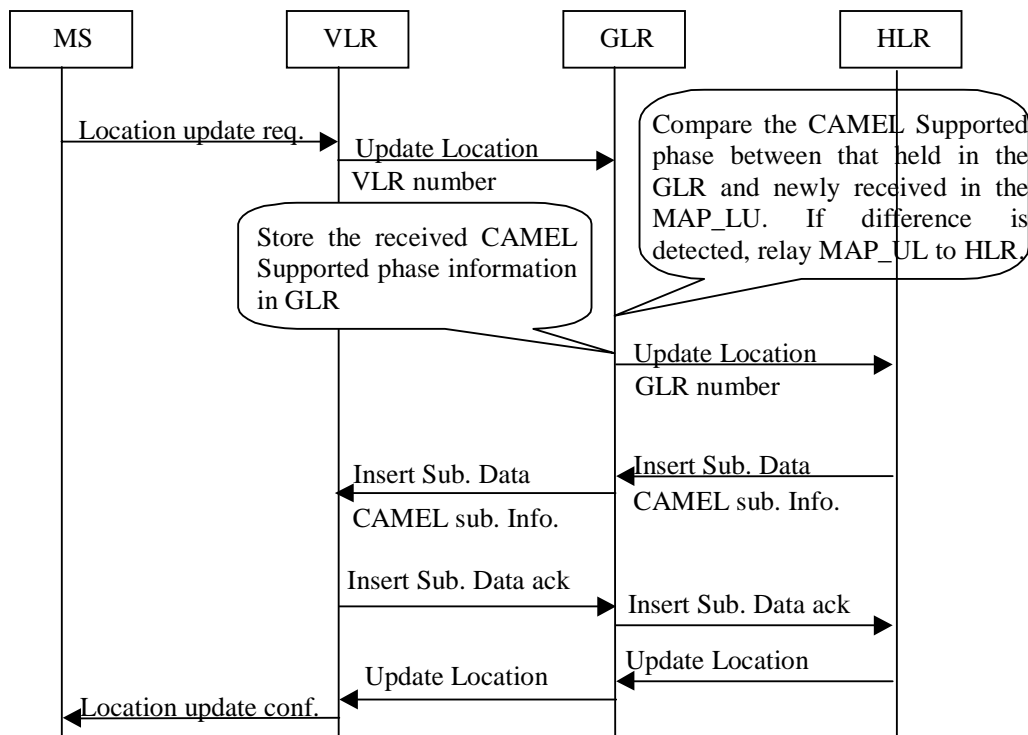 MS
VLR
GLR
HLR
Location update req.
Update Location
VLR number
Compare the CAMEL Supported
phase between that held in the
GLR and newly received in the
MAP_LU. If difference is
detected, relay MAP_UL to HLR.
Store the received CAMEL
Supported phase information
in GLR
Update Location
GLR number
Insert Sub. Data
CAMEL sub. Info.
Insert Sub. Data
CAMEL sub. Info.
Insert Sub. Data ack
Insert Sub. Data ack
Update Location
Update Location
Location update conf.